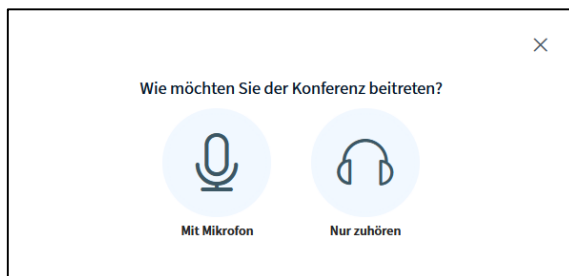 Wie möchten Sie der Konferenz beitreten?
Mit Mikrofon
Nur zuhören